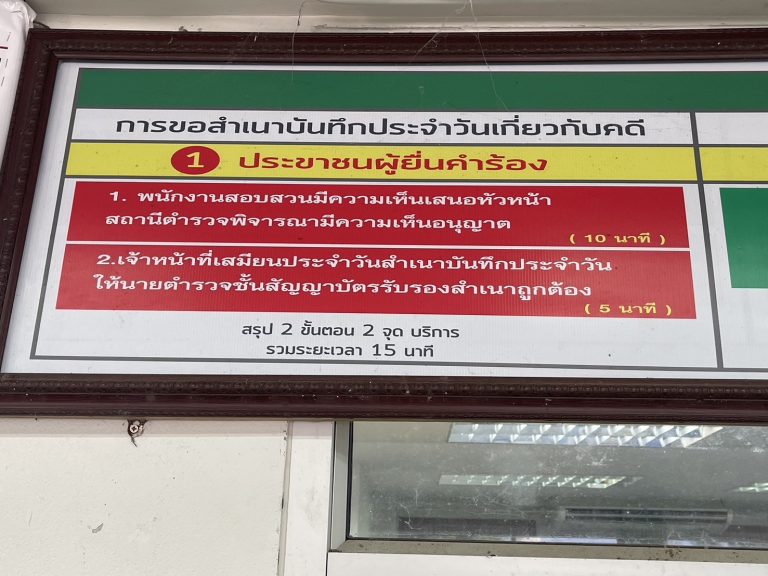 การขอสำเนาบันทึกประจำวันเกี่ยวกับคดี
1 ประชาชนผู้ยื่นคำร้อง
1. พนักงานสอบสวนมีความเห็นเสนอหัวหน้า
สถานีตำรวจพิจารณามีความเห็นอนุญาต
( 10 นาที )
2.เจ้าหน้าที่เสมียนประจำวันสำเนาบันทึกประจำวัน
ให้นายตำรวจชั้นสัญญาบัตรรับรองสำเนาถูกต้อง
( 5 นาที )
สรุป 2 ขั้นตอน 2 จุด บริการ
รวมระยะเวลา 15 นาที